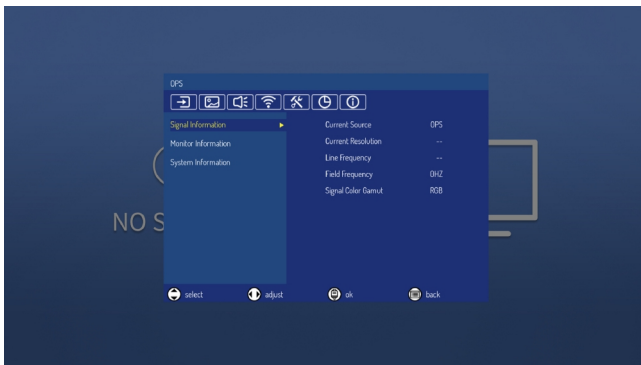 OPS
Signal Information
Monitor Information
System Information
Current Source OPS
Current Resolution --
Line Frequency --
Field Frequency 0HZ
Signal Color Gamut RGB
NO S
select adjust ok back